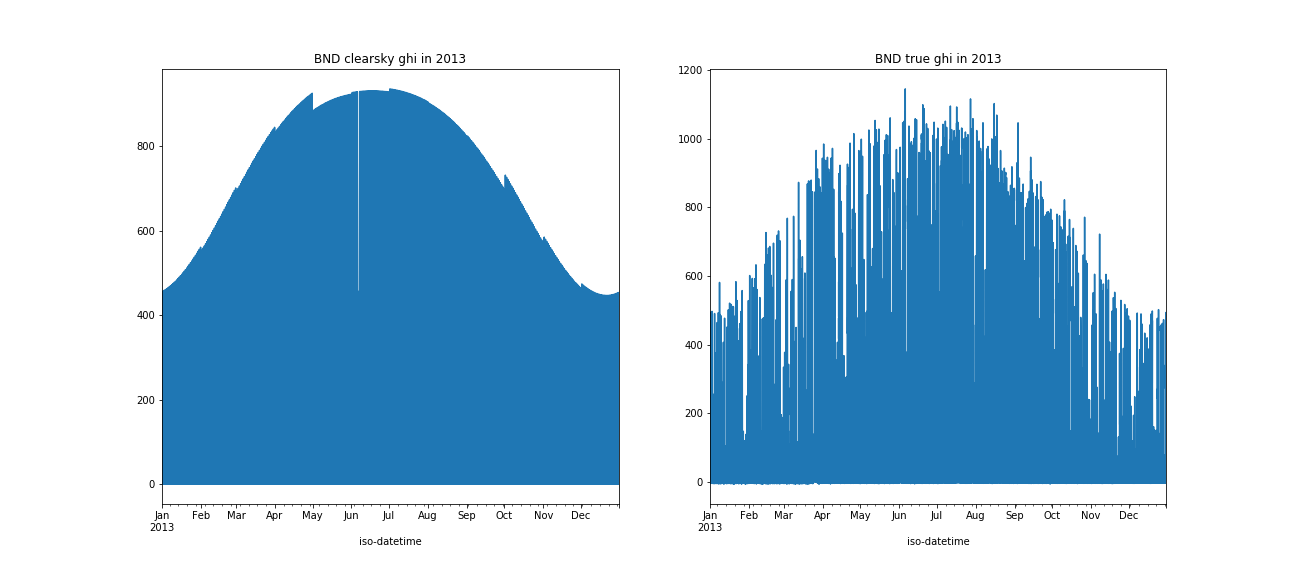 BND clearsky ghi in 2013
800
600
400
200
0
Jan Feb Mar Apr May Jun Jul Aug Sep Oct Nov Dec
2013
iso-datetime
BND true ghi in 2013
1200
1000
800
600
400
200
0
Jan Feb Mar Apr May Jun Jul Aug Sep Oct Nov Dec
2013
iso-datetime